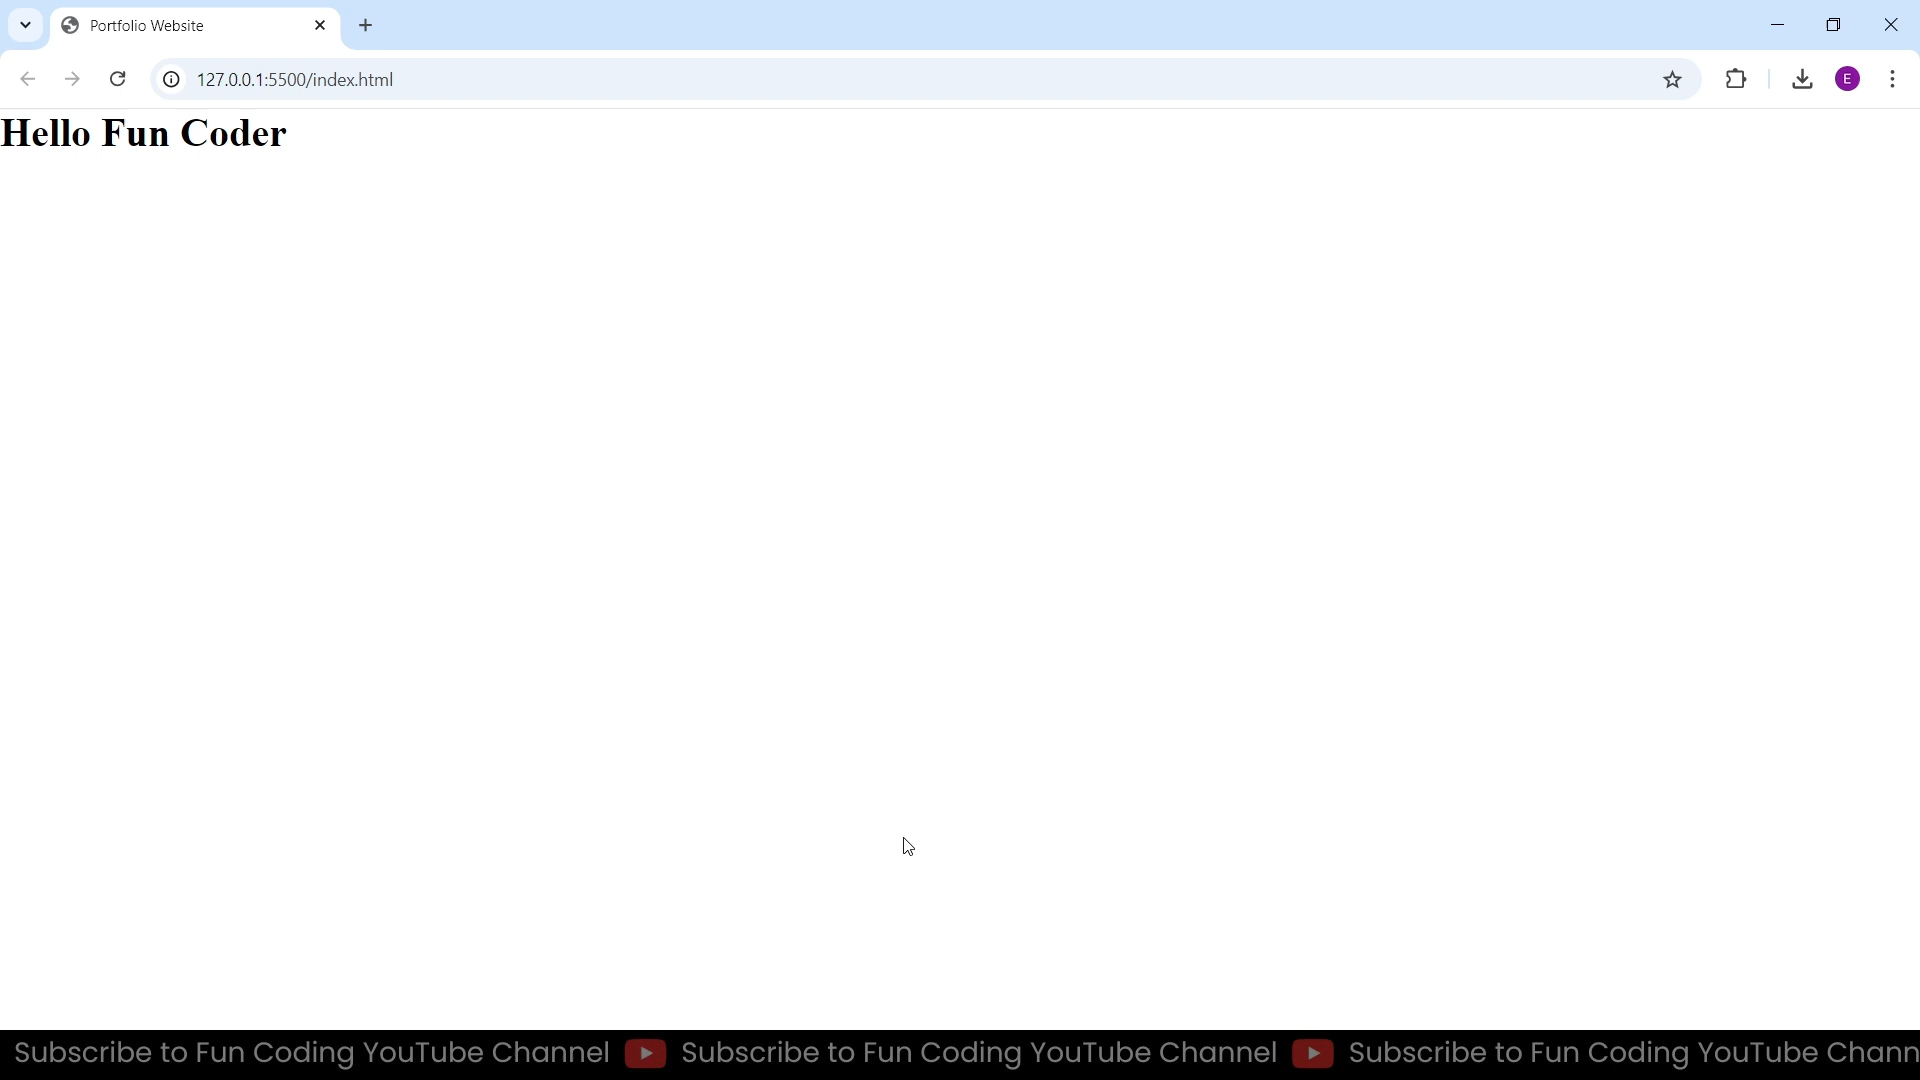 Portfolio Website
127.0.0.1:5500/index.html
E
Hello Fun Coder
Subscribe to Fun Coding YouTube Channel Subscribe to Fun Coding YouTube Channel Subscribe to Fun Coding YouTube Chann